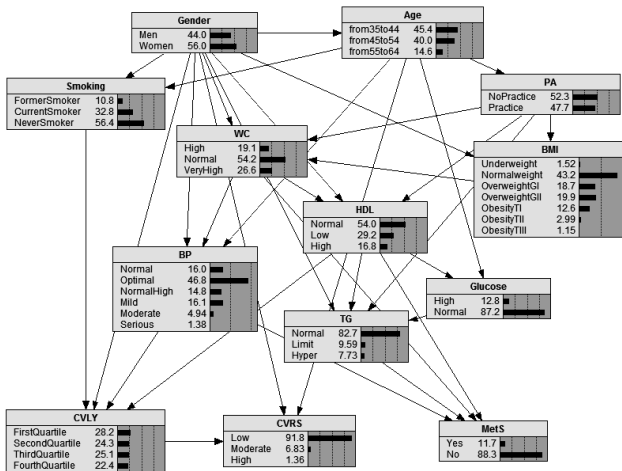 Gender
Men 44.0
Women 56.0
Age
from35to44 45.4
from45to54 40.0
from55to64 14.6
Smoking
FormerSmoker 10.8
CurrentSmoker 32.8
NeverSmoker 56.4
PA
NoPractice 52.3
Practice 47.7
WC
High 19.1
Normal 54.2
VeryHigh 26.6
BMI
Underweight 1.52
Normalweight 43.2
OverweightGI 18.7
OverweightGII 19.9
ObesityTI 12.6
ObesityTII 2.99
ObesityTIII 1.15
HDL
Normal 54.0
Low 29.2
High 16.8
BP
Normal 16.0
Optimal 46.8
NormalHigh 14.8
Mild 16.1
Moderate 4.94
Serious 1.38
Glucose
High 12.8
Normal 87.2
TG
Normal 82.7
Limit 9.59
Hyper 7.73
CVLY
FirstQuartile 28.2
SecondQuartile 24.3
ThirdQuartile 25.1
FourthQuartile 22.4
CVRS
Low 91.8
Moderate 6.83
High 1.36
MetS
Yes 11.7
No 88.3